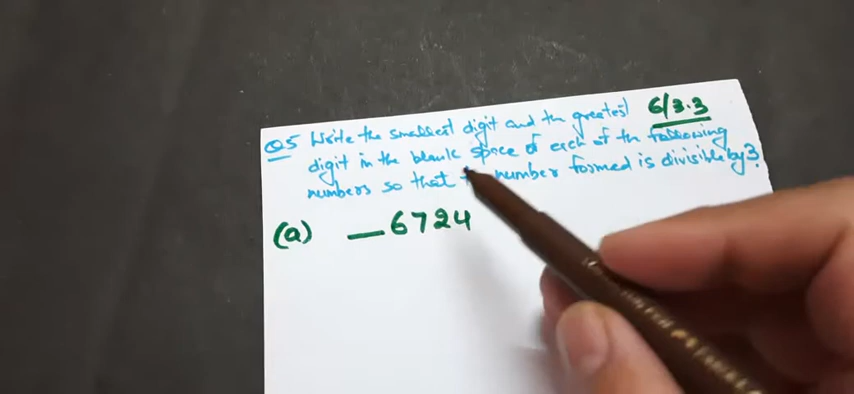 Q5 Write the smallest digit and the greatest 6/3.3
digit in the blank space of each of the following
numbers so that number formed is divisible by 3.
(a) __6724